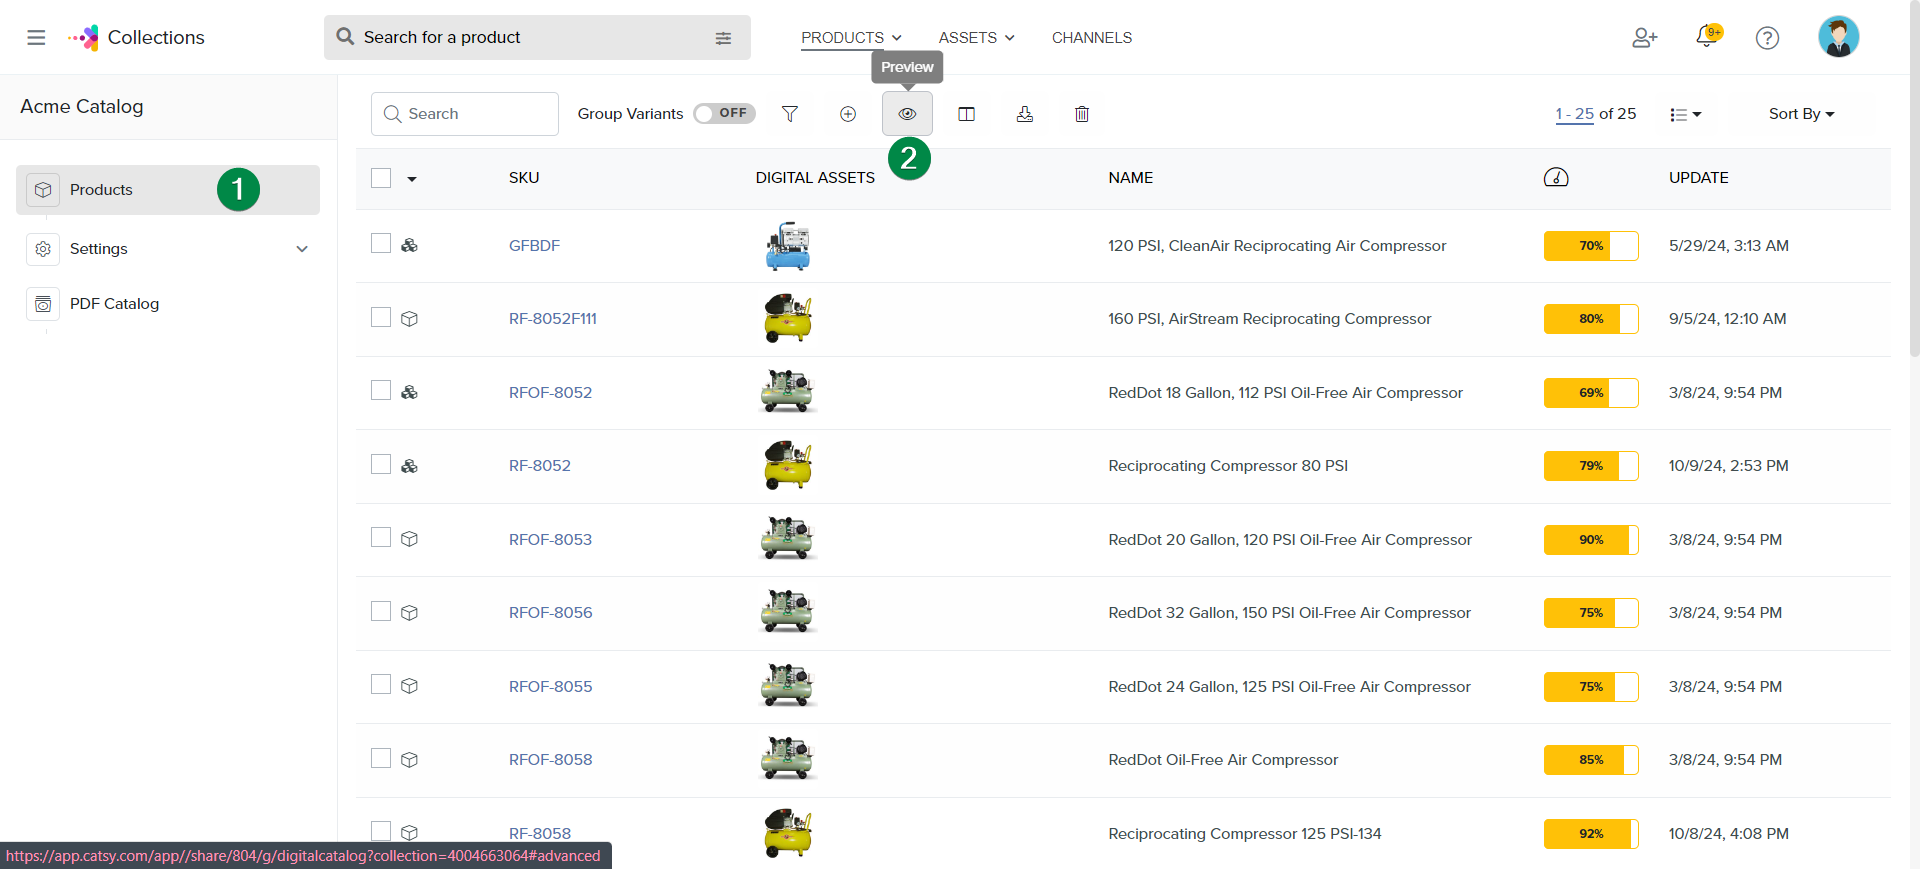 Collections
Search for a product
PRODUCTS
ASSETS
CHANNELS
9+
?
Preview
Acme Catalog
Search
Group Variants
OFF
1 - 25 of 25
Sort By
2
Products
1
Settings
PDF Catalog
SKU
DIGITAL ASSETS
NAME
UPDATE
GFBDF
120 PSI, CleanAir Reciprocating Air Compressor
70%
5/29/24, 3:13 AM
RF-8052F111
160 PSI, AirStream Reciprocating Compressor
80%
9/5/24, 12:10 AM
RFOF-8052
RedDot 18 Gallon, 112 PSI Oil-Free Air Compressor
69%
3/8/24, 9:54 PM
RF-8052
Reciprocating Compressor 80 PSI
79%
10/9/24, 2:53 PM
RFOF-8053
RedDot 20 Gallon, 120 PSI Oil-Free Air Compressor
90%
3/8/24, 9:54 PM
RFOF-8056
RedDot 32 Gallon, 150 PSI Oil-Free Air Compressor
75%
3/8/24, 9:54 PM
RFOF-8055
RedDot 24 Gallon, 125 PSI Oil-Free Air Compressor
75%
3/8/24, 9:54 PM
RFOF-8058
RedDot Oil-Free Air Compressor
85%
3/8/24, 9:54 PM
RF-8058
Reciprocating Compressor 125 PSI-134
92%
10/8/24, 4:08 PM
https://app.catsy.com/app//share/804/g/digitalcatalog?collection=4004663064#advanced